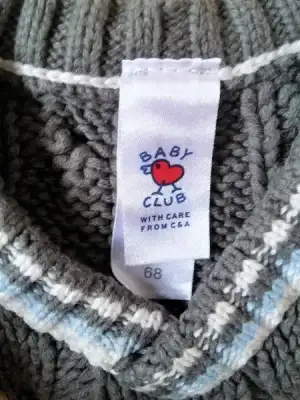 BABY
CLUB
WITH CARE
FROM C&A
68